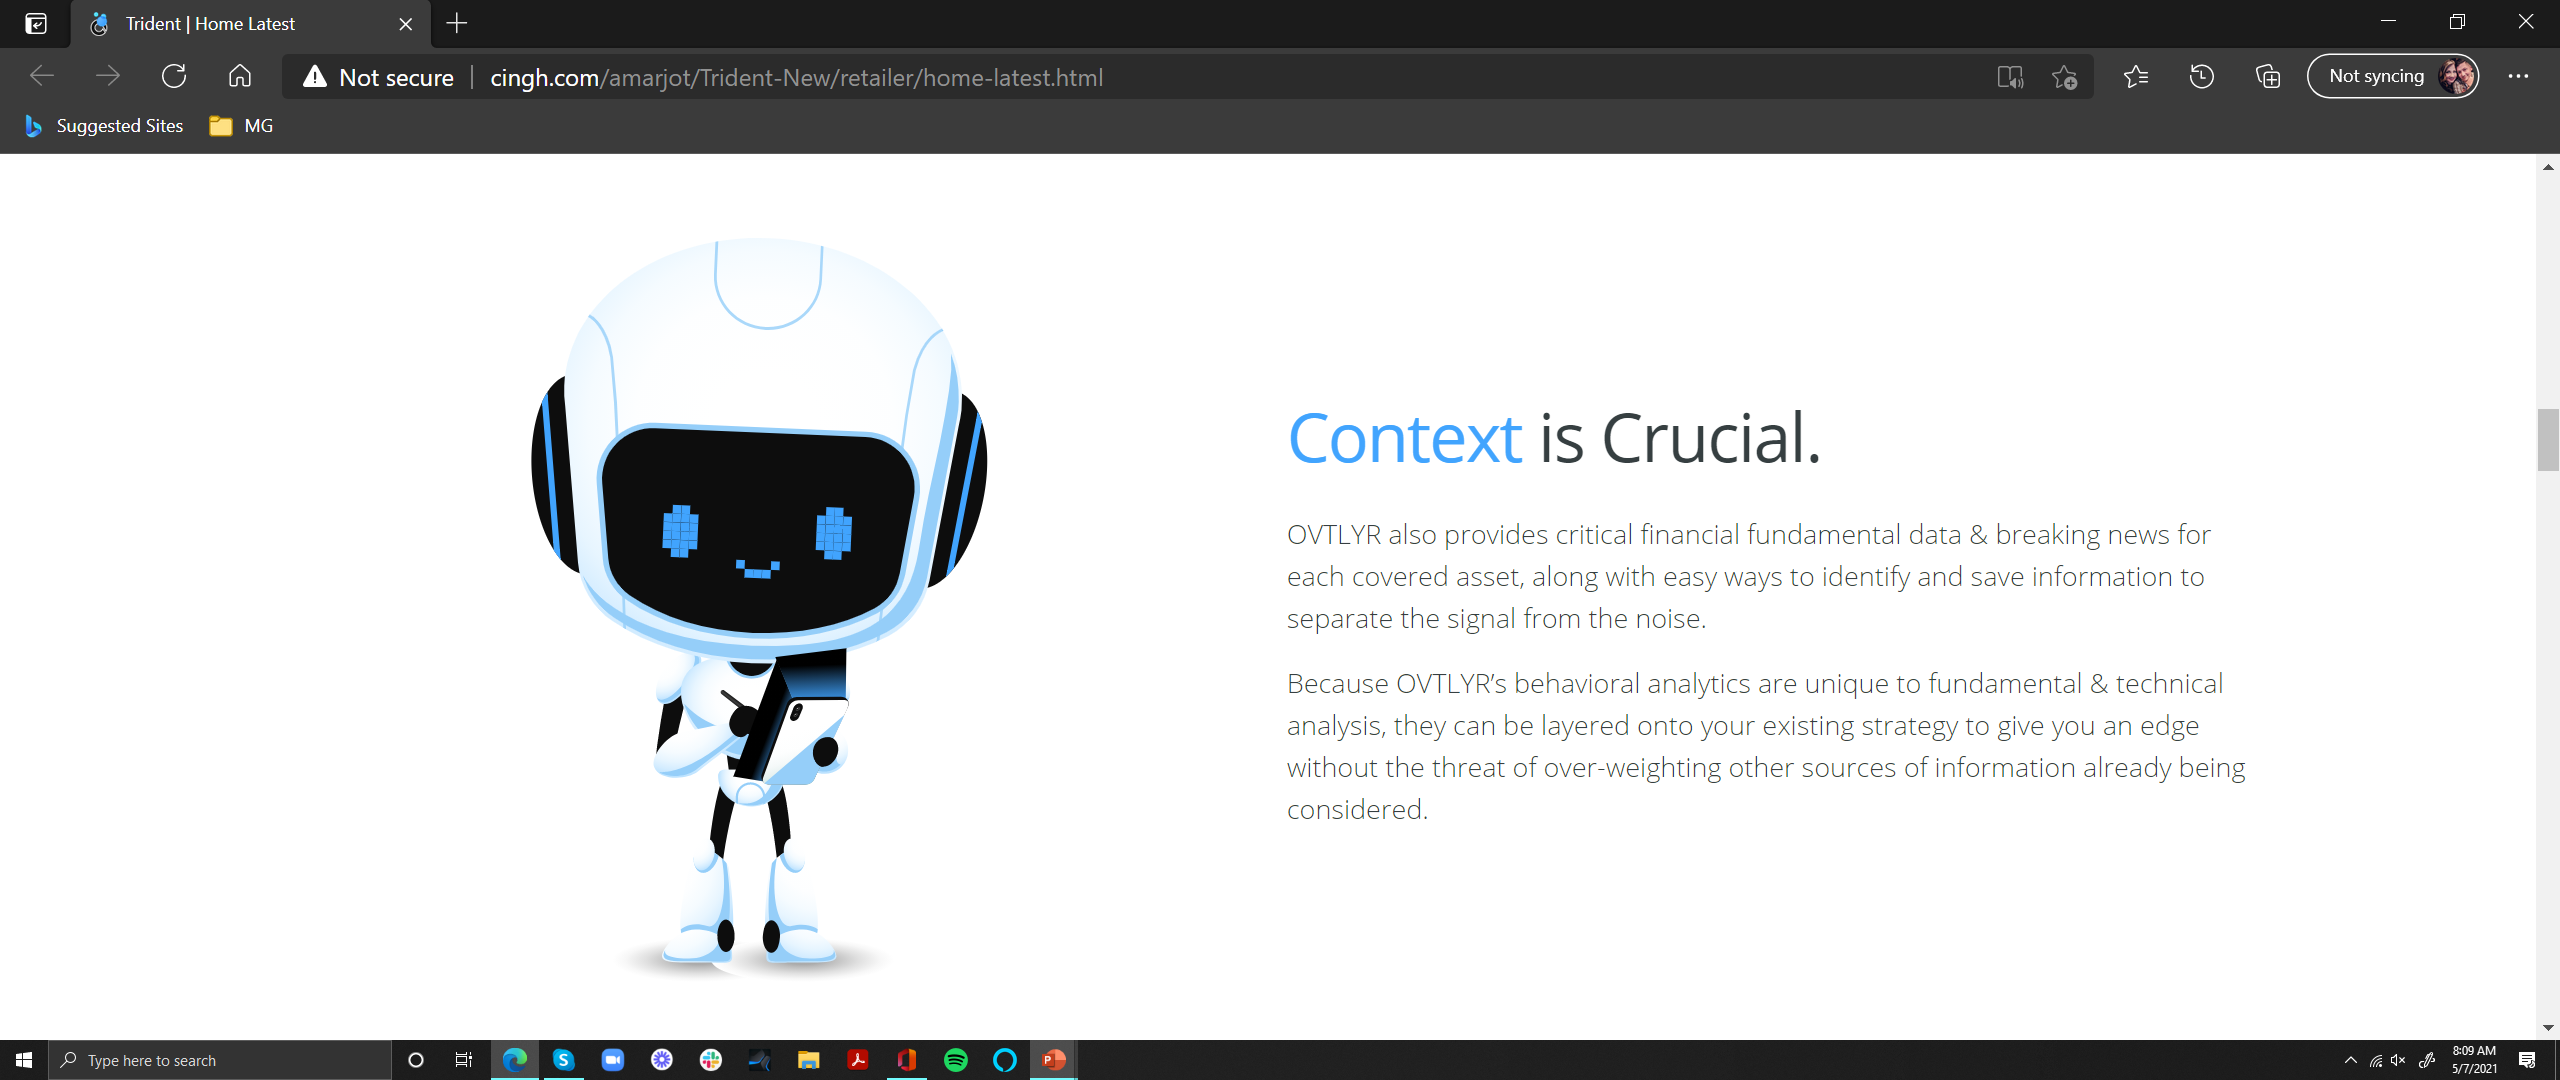 Trident | Home Latest
Not secure | cingh.com/amarjot/Trident-New/retailer/home-latest.html
Not syncing
Suggested Sites
MG
Context is Crucial.
OVTLYR also provides critical financial fundamental data & breaking news for
each covered asset, along with easy ways to identify and save information to
separate the signal from the noise.
Because OVTLYR’s behavioral analytics are unique to fundamental & technical
analysis, they can be layered onto your existing strategy to give you an edge
without the threat of over-weighting other sources of information already being
considered.
Type here to search
8:09 AM
5/7/2021